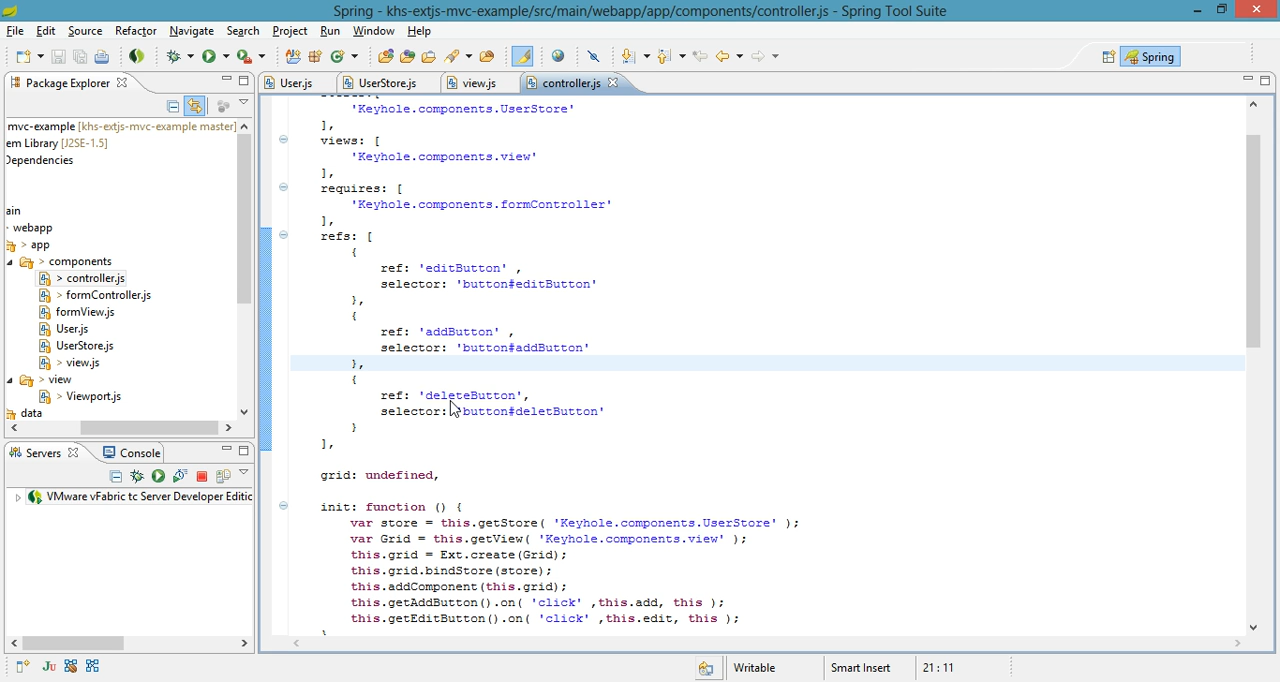 Spring - khs-extjs-mvc-example/src/main/webapp/app/components/controller.js - Spring Tool Suite
File Edit Source Refactor Navigate Search Project Run Window Help
Spring
Package Explorer
User.js UserStore.js view.js controller.js
mvc-example [khs-extjs-mvc-example master]
em Library [J2SE-1.5]
Dependencies
ain
webapp
> app
> components
> controller.js
> formController.js
formView.js
User.js
UserStore.js
> view.js
> view
> Viewport.js
data
'Keyhole.components.UserStore'
],
views: [
'Keyhole.components.view'
],
requires: [
'Keyhole.components.formController'
],
refs: [
{
ref: 'editButton' ,
selector: 'button#editButton'
},
{
ref: 'addButton' ,
selector: 'button#addButton'
},
{
ref: 'deleteButton',
selector: 'button#deletButton'
}
],
grid: undefined,
init: function () {
var store = this.getStore( 'Keyhole.components.UserStore' );
var Grid = this.getView( 'Keyhole.components.view' );
this.grid = Ext.create(Grid);
this.grid.bindStore(store);
this.addComponent(this.grid);
this.getAddButton().on( 'click' ,this.add, this );
this.getEditButton().on( 'click' ,this.edit, this );
Servers Console
VMware vFabric tc Server Developer Editic
Writable Smart Insert 21 : 11